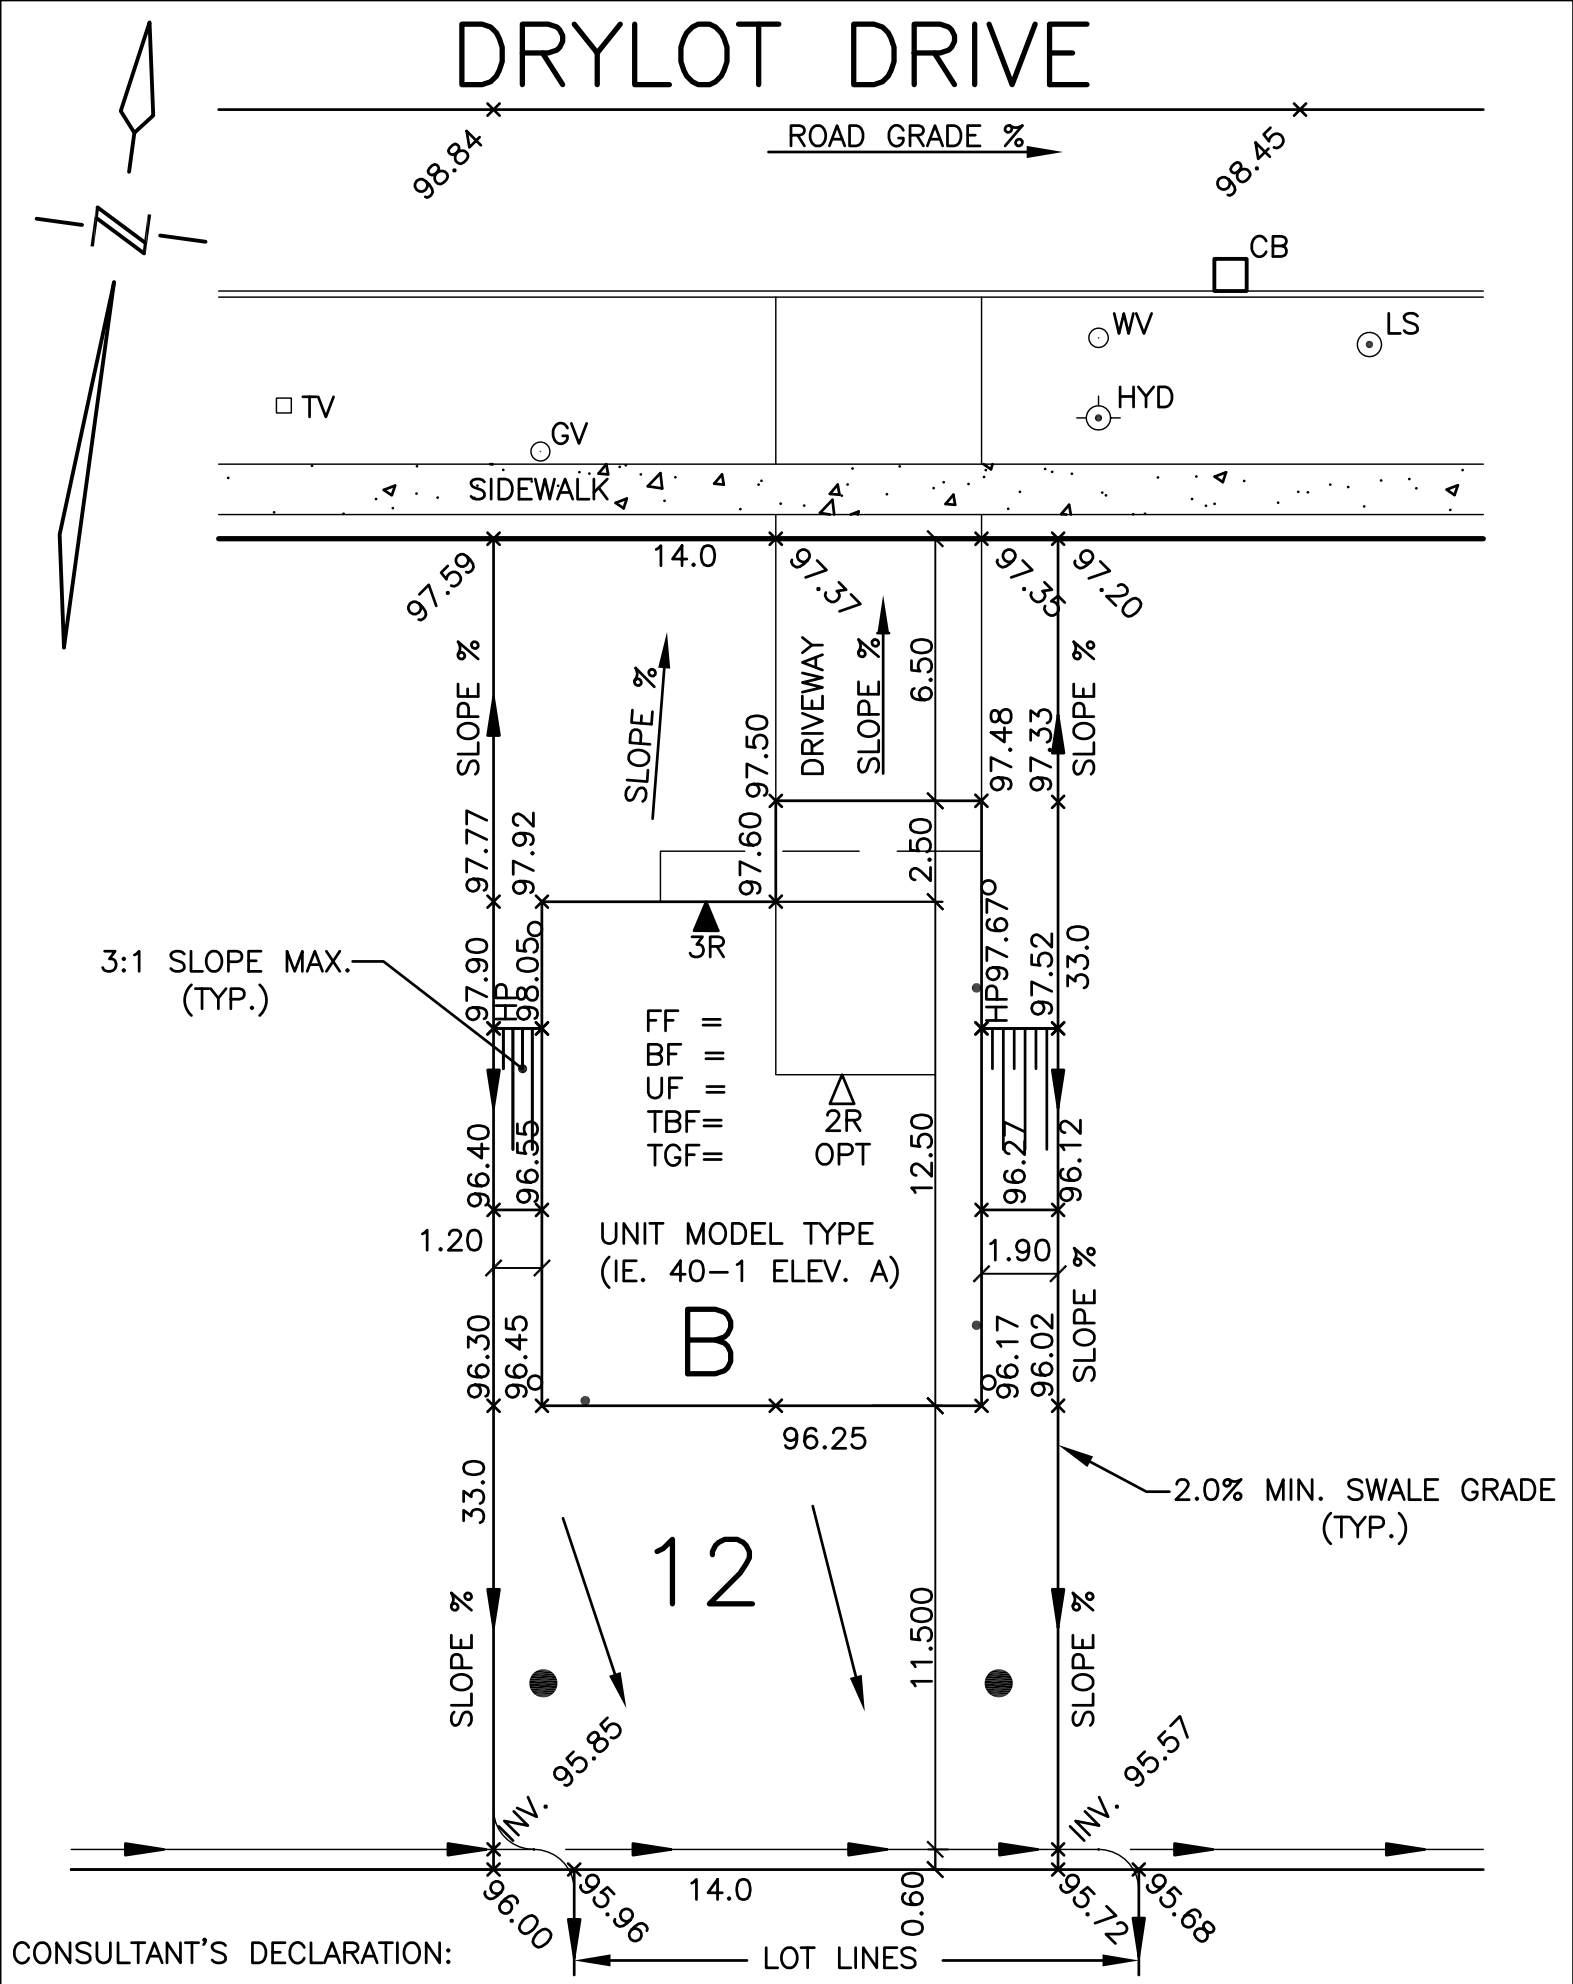 DRYLOT DRIVE
98.84
ROAD GRADE %
98.45
N
CB
WV
LS
TV
HYD
GV
SIDEWALK
97.59
14.0
97.37
97.35
97.20
SLOPE %
SLOPE %
DRIVEWAY
SLOPE %
6.50
SLOPE %
97.50
97.48
97.33
97.77
97.92
97.60
2.50
3R
3:1 SLOPE MAX.
(TYP.)
97.90
HP
98.05
HP97.67
97.52
33.0
FF =
BF =
UF =
TBF=
TGF=
2R
OPT
96.40
96.55
12.50
96.27
96.12
1.20
UNIT MODEL TYPE
(IE. 40-1 ELEV. A)
1.90
SLOPE %
B
96.30
96.45
96.17
96.02
96.25
33.0
2.0% MIN. SWALE GRADE
(TYP.)
12
SLOPE %
11.500
SLOPE %
INV. 95.85
INV. 95.57
96.00
95.96
14.0
0.60
95.72
95.68
CONSULTANT'S DECLARATION:
LOT LINES